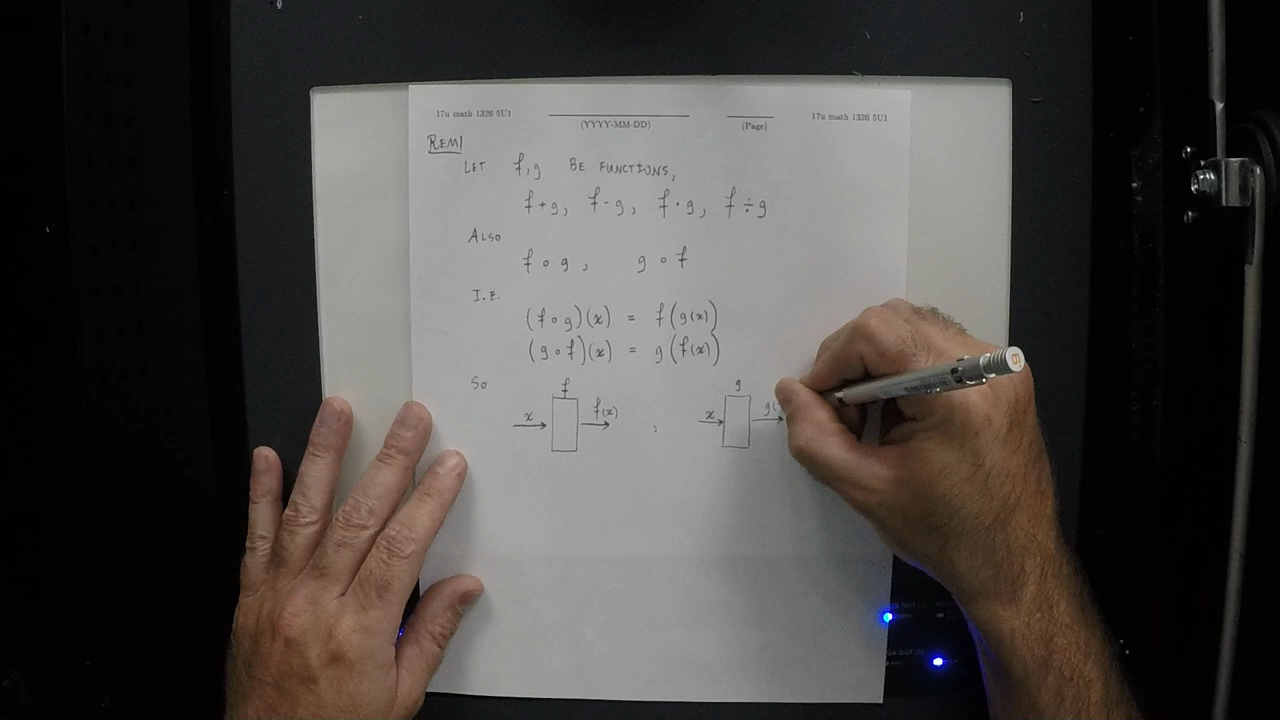 17u math 1326 5U1 (YYYY-MM-DD) (Page) 17u math 1326 5U1
REM
LET f,g BE FUNCTIONS,
f+g, f-g, f·g, f÷g
ALSO
f∘g, g∘f
I.E.
(f∘g)(x) = f(g(x))
(g∘f)(x) = g(f(x))
SO
f g
x f(x) , x g(